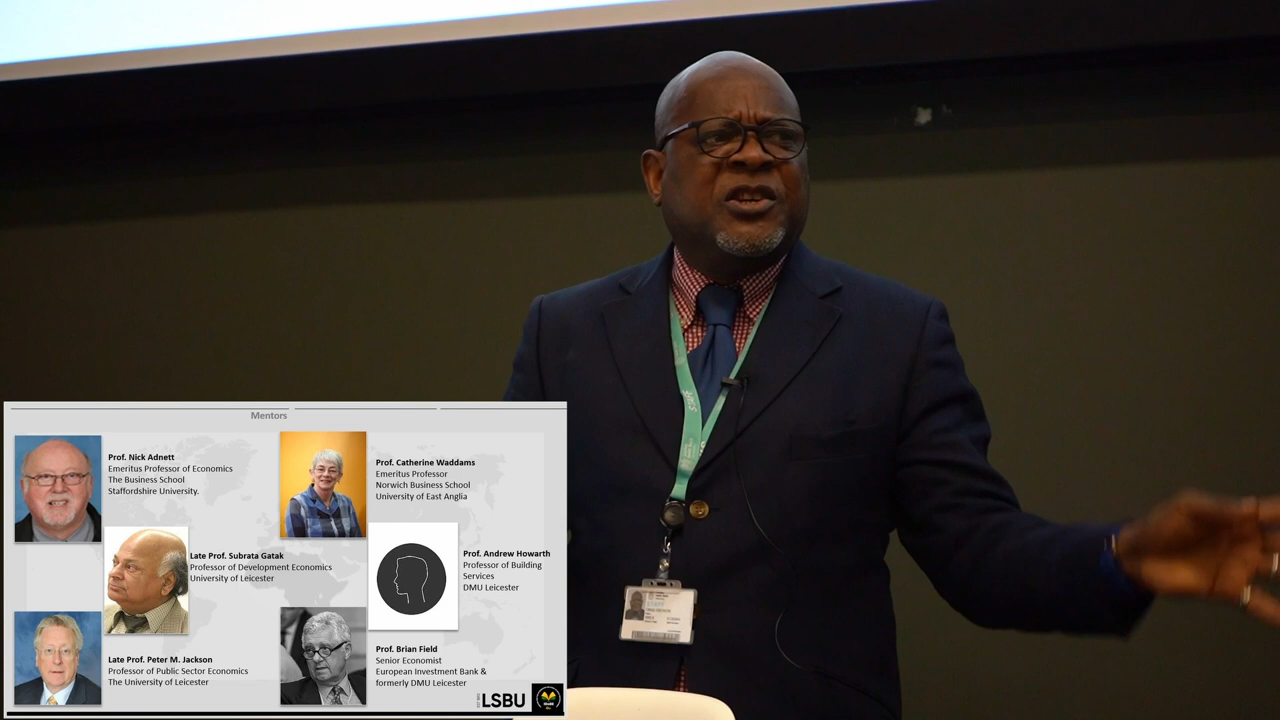 Mentors
Prof. Nick Adnett
Emeritus Professor of Economics
The Business School
Staffordshire University.
Prof. Catherine Waddams
Emeritus Professor
Norwich Business School
University of East Anglia
Late Prof. Subrata Gatak
Professor of Development Economics
University of Leicester
Prof. Andrew Howarth
Professor of Building
Services
DMU Leicester
Late Prof. Peter M. Jackson
Professor of Public Sector Economics
The University of Leicester
Prof. Brian Field
Senior Economist
European Investment Bank &
formerly DMU Leicester
LSBU
STAFF